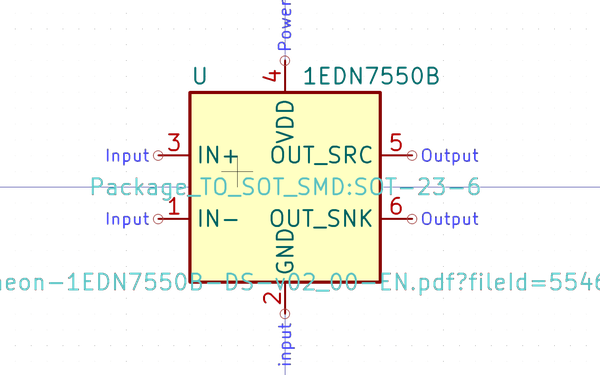 Power
4
U 1EDN7550B
VDD
Input 3 IN+ OUT_SRC 5 Output
Package_TO_SOT_SMD:SOT-23-6
Input 1 IN- OUT_SNK 6 Output
GND
neon-1EDN7550B-DS-v02_00-EN.pdf?fileId=5546
2
input